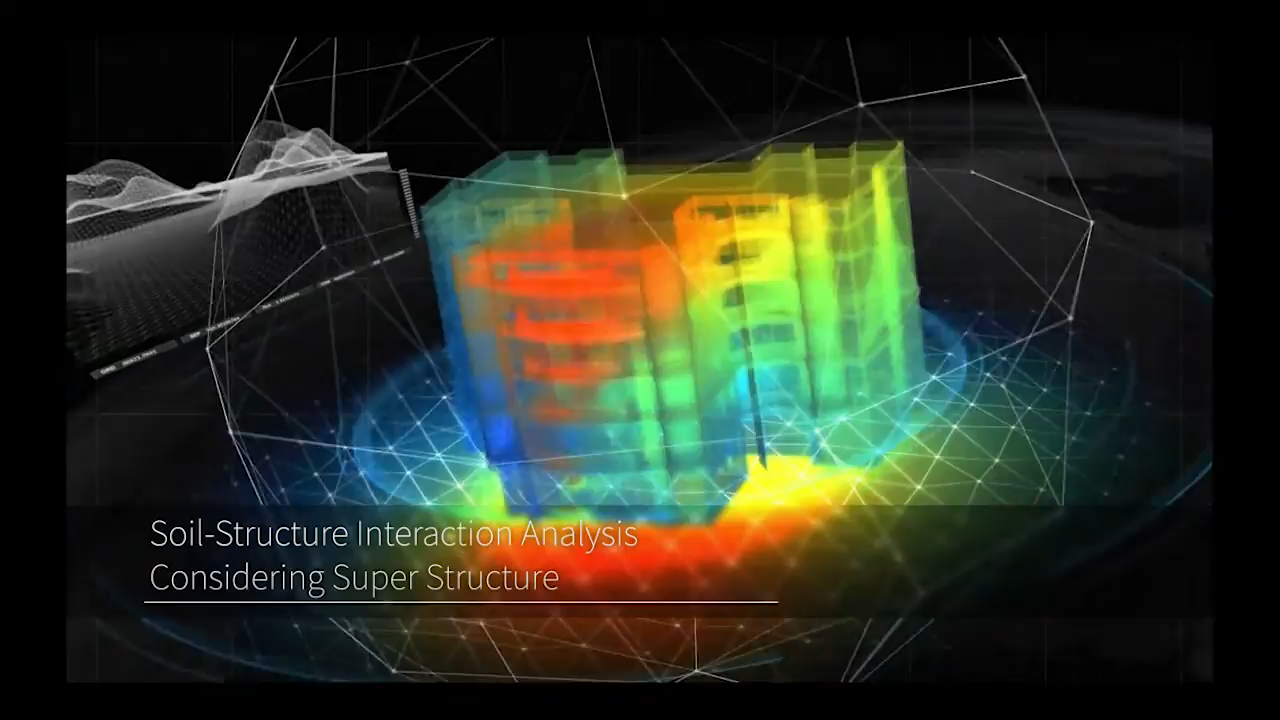 Soil-Structure Interaction Analysis
Considering Super Structure